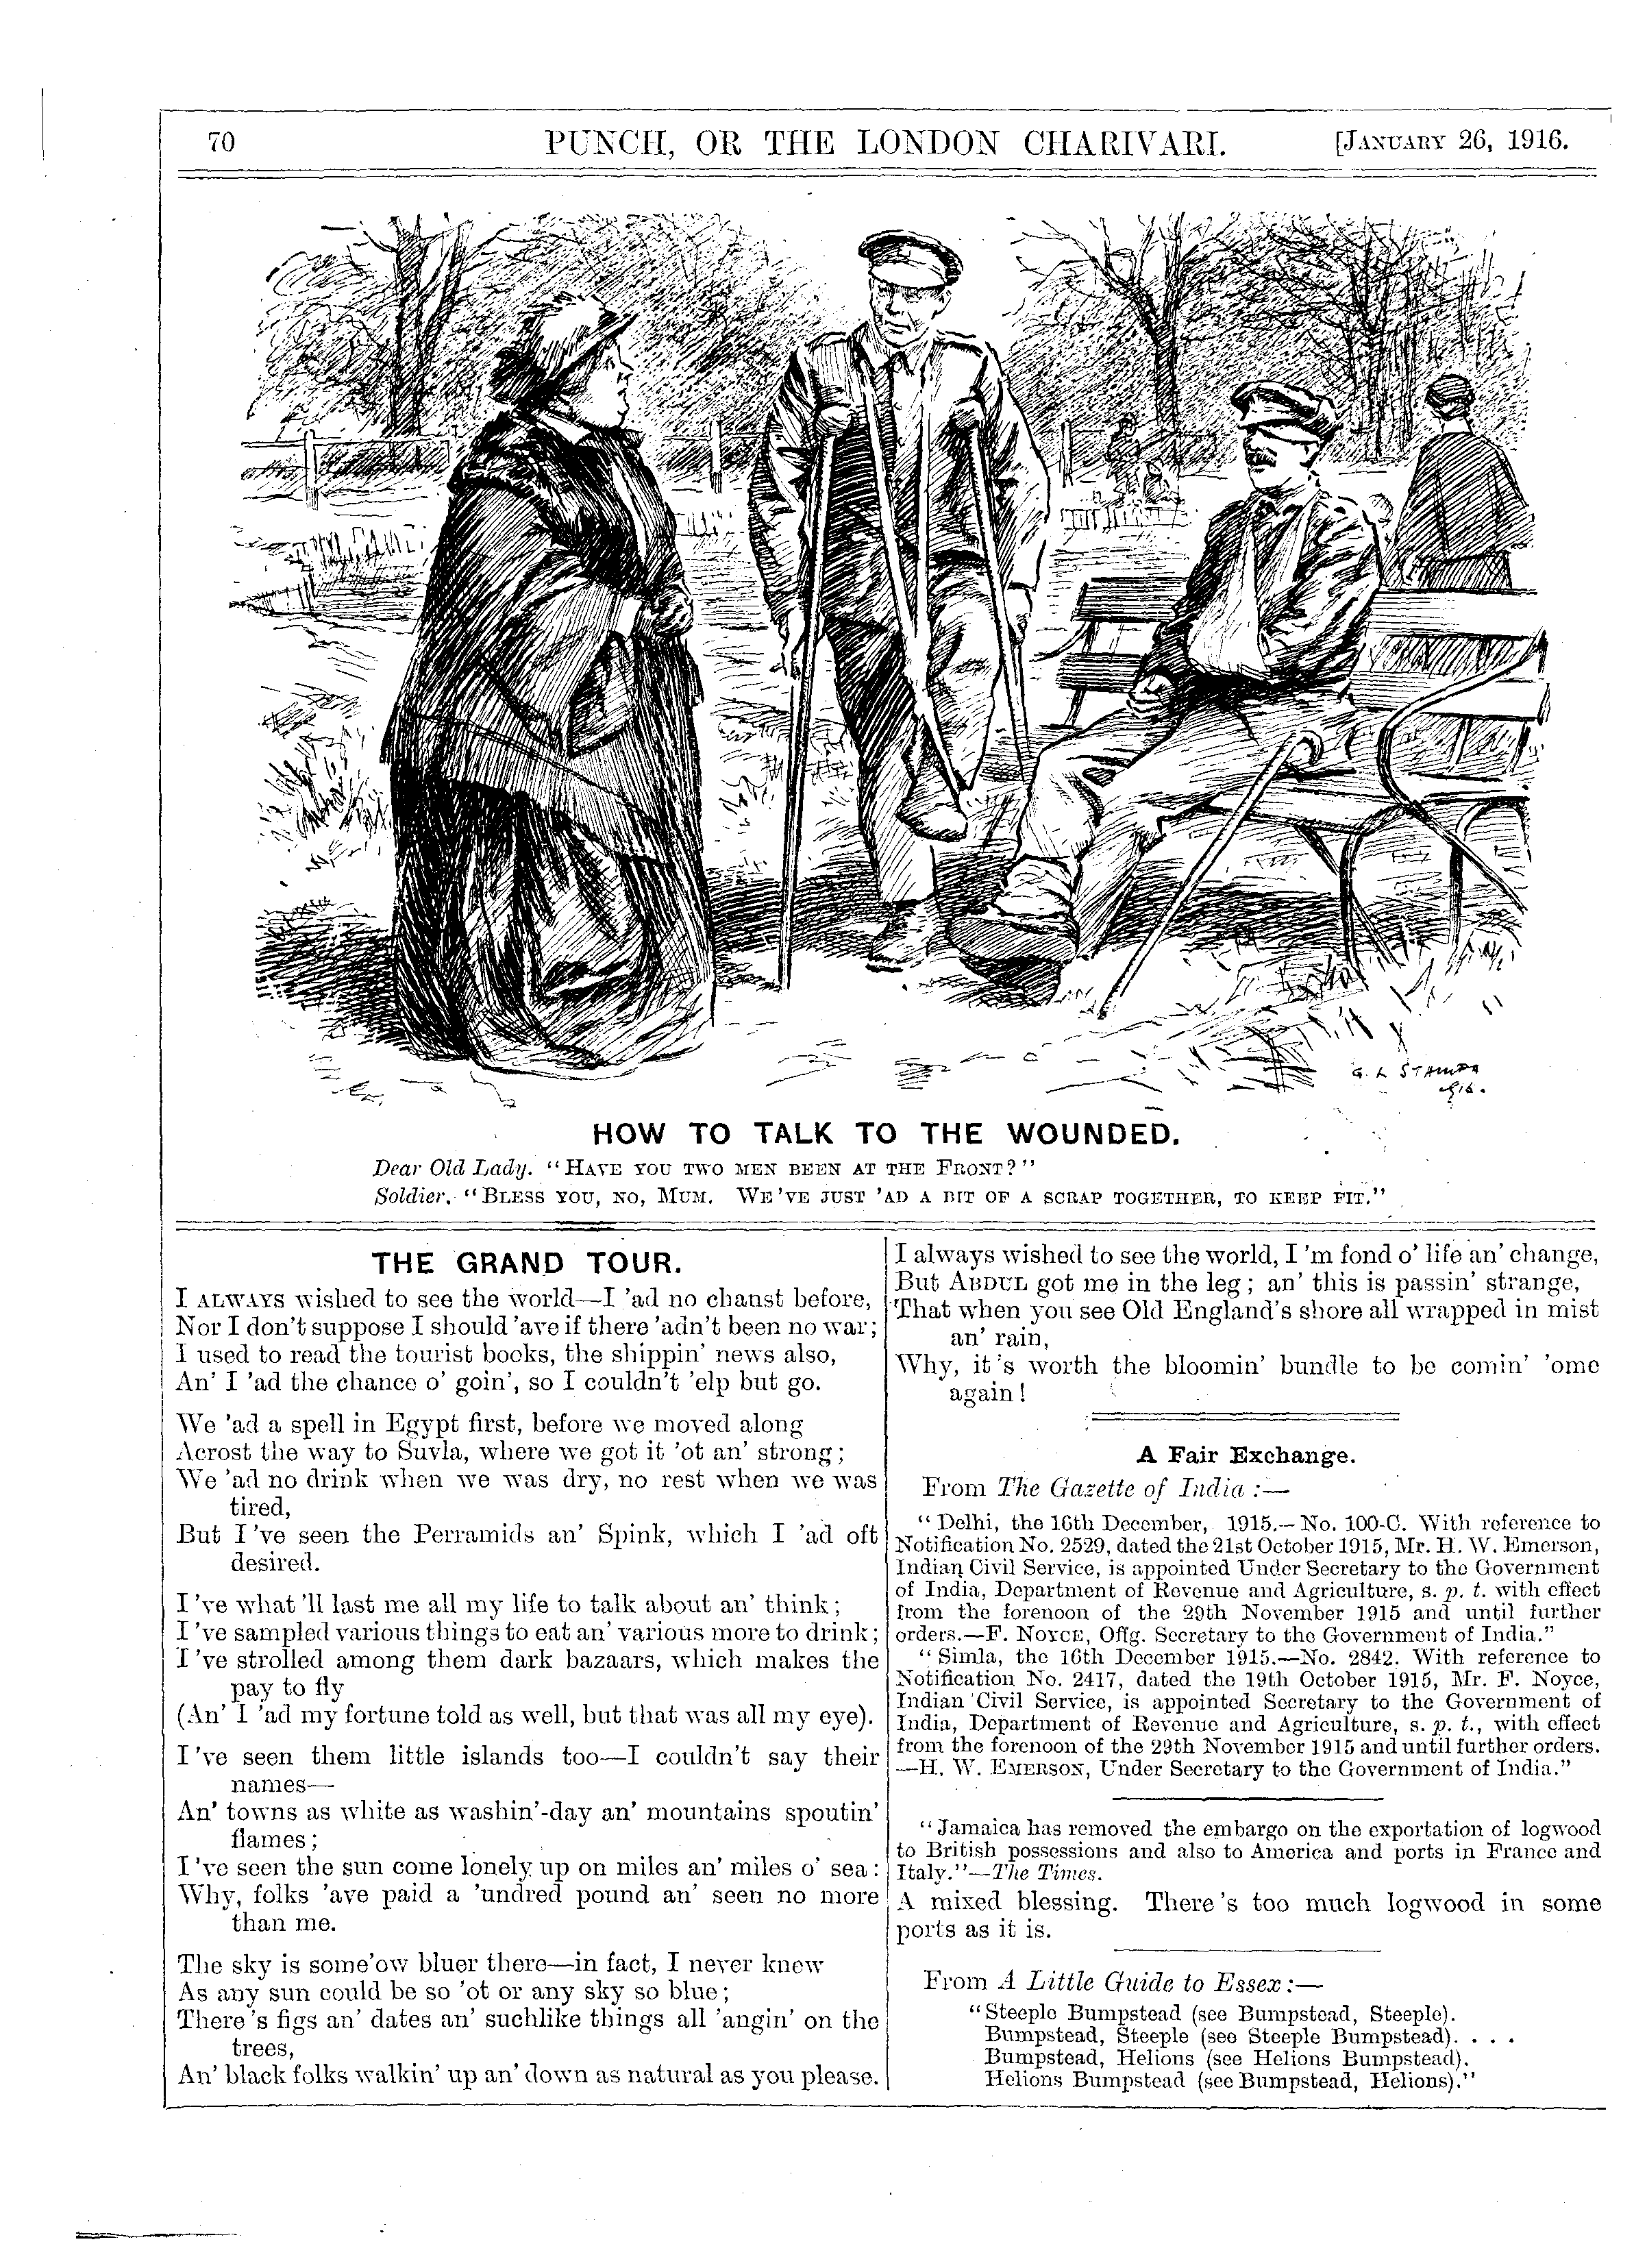 70
PUNCH, OR THE LONDON CHARIVARI.
[JANUARY 26, 1916.
G. L. STAMPA
1916.
HOW TO TALK TO THE WOUNDED.
Dear Old Lady. "HAVE YOU TWO MEN BEEN AT THE FRONT?"
Soldier. "BLESS YOU, NO, MUM. WE'VE JUST 'AD A BIT OF A SCRAP TOGETHER, TO KEEP FIT."
THE GRAND TOUR.
I ALWAYS wished to see the world—I 'ad no chanst before,
Nor I don't suppose I should 'ave if there 'adn't been no war;
I used to read the tourist books, the shippin' news also,
An' I 'ad the chance o' goin', so I couldn't 'elp but go.
We 'ad a spell in Egypt first, before we moved along
Acrost the way to Suvla, where we got it 'ot an' strong;
We 'ad no drink when we was dry, no rest when we was
tired,
But I 've seen the Perramids an' Spink, which I 'ad oft
desired.
I 've what 'll last me all my life to talk about an' think;
I 've sampled various things to eat an' various more to drink;
I 've strolled among them dark bazaars, which makes the
pay to fly
(An' I 'ad my fortune told as well, but that was all my eye).
I 've seen them little islands too—I couldn't say their
names—
An' towns as white as washin'-day an' mountains spoutin'
flames;
I 've seen the sun come lonely up on miles an' miles o' sea:
Why, folks 'ave paid a 'undred pound an' seen no more
than me.
The sky is some'ow bluer there—in fact, I never knew
As any sun could be so 'ot or any sky so blue;
There 's figs an' dates an' suchlike things all 'angin' on the
trees,
An' black folks walkin' up an' down as natural as you please.
I always wished to see the world, I 'm fond o' life an' change,
But ABDUL got me in the leg; an' this is passin' strange,
That when you see Old England's shore all wrapped in mist
an' rain,
Why, it 's worth the bloomin' bundle to be comin' 'ome
again!
A Fair Exchange.
From The Gazette of India:—
"Delhi, the 16th December, 1915.—No. 100-C. With reference to
Notification No. 2529, dated the 21st October 1915, Mr. H. W. Emerson,
Indian Civil Service, is appointed Under Secretary to the Government
of India, Department of Revenue and Agriculture, s. p. t. with effect
from the forenoon of the 29th November 1915 and until further
orders.—F. NOYCE, Offg. Secretary to the Government of India."
"Simla, the 16th December 1915.—No. 2842. With reference to
Notification No. 2417, dated the 19th October 1915, Mr. F. Noyce,
Indian Civil Service, is appointed Secretary to the Government of
India, Department of Revenue and Agriculture, s. p. t., with effect
from the forenoon of the 29th November 1915 and until further orders.
—H. W. EMERSON, Under Secretary to the Government of India."
"Jamaica has removed the embargo on the exportation of logwood
to British possessions and also to America and ports in France and
Italy."—The Times.
A mixed blessing. There 's too much logwood in some
ports as it is.
From A Little Guide to Essex:—
"Steeple Bumpstead (see Bumpstead, Steeple).
Bumpstead, Steeple (see Steeple Bumpstead). . . .
Bumpstead, Helions (see Helions Bumpstead).
Helions Bumpstead (see Bumpstead, Helions)."